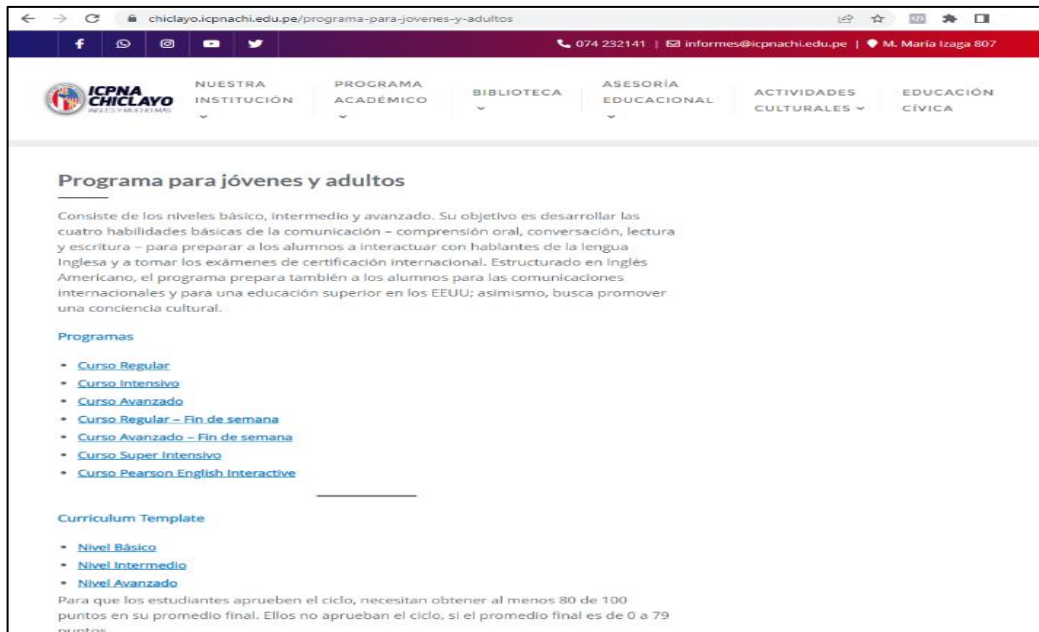 chiclayo.icpnachi.edu.pe/programa-para-jovenes-y-adultos
074 232141 | informes@icpnachi.edu.pe | M. María Izaga 807
ICPNA
CHICLAYO
INGLÉS Y MUCHO MÁS
NUESTRA
INSTITUCIÓN
PROGRAMA
ACADÉMICO
BIBLIOTECA
ASESORÍA
EDUCACIONAL
ACTIVIDADES
CULTURALES
EDUCACIÓN
CÍVICA
Programa para jóvenes y adultos
Consiste de los niveles básico, intermedio y avanzado. Su objetivo es desarrollar las
cuatro habilidades básicas de la comunicación – comprensión oral, conversación, lectura
y escritura – para preparar a los alumnos a interactuar con hablantes de la lengua
Inglesa y a tomar los exámenes de certificación internacional. Estructurado en Inglés
Americano, el programa prepara también a los alumnos para las comunicaciones
internacionales y para una educación superior en los EEUU; asimismo, busca promover
una conciencia cultural.
Programas
• Curso Regular
• Curso Intensivo
• Curso Avanzado
• Curso Regular – Fin de semana
• Curso Avanzado – Fin de semana
• Curso Super Intensivo
• Curso Pearson English Interactive
Curriculum Template
• Nivel Básico
• Nivel Intermedio
• Nivel Avanzado
Para que los estudiantes aprueben el ciclo, necesitan obtener al menos 80 de 100
puntos en su promedio final. Ellos no aprueban el ciclo, si el promedio final es de 0 a 79
puntos